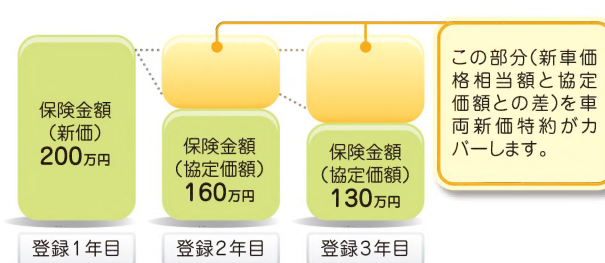 保険金額
（新価）
200万円
保険金額
（協定価額）
160万円
保険金額
（協定価額）
130万円
この部分（新車価
格相当額と協定
価額との差）を車
両新価特約がカ
バーします。
登録1年目
登録2年目
登録3年目